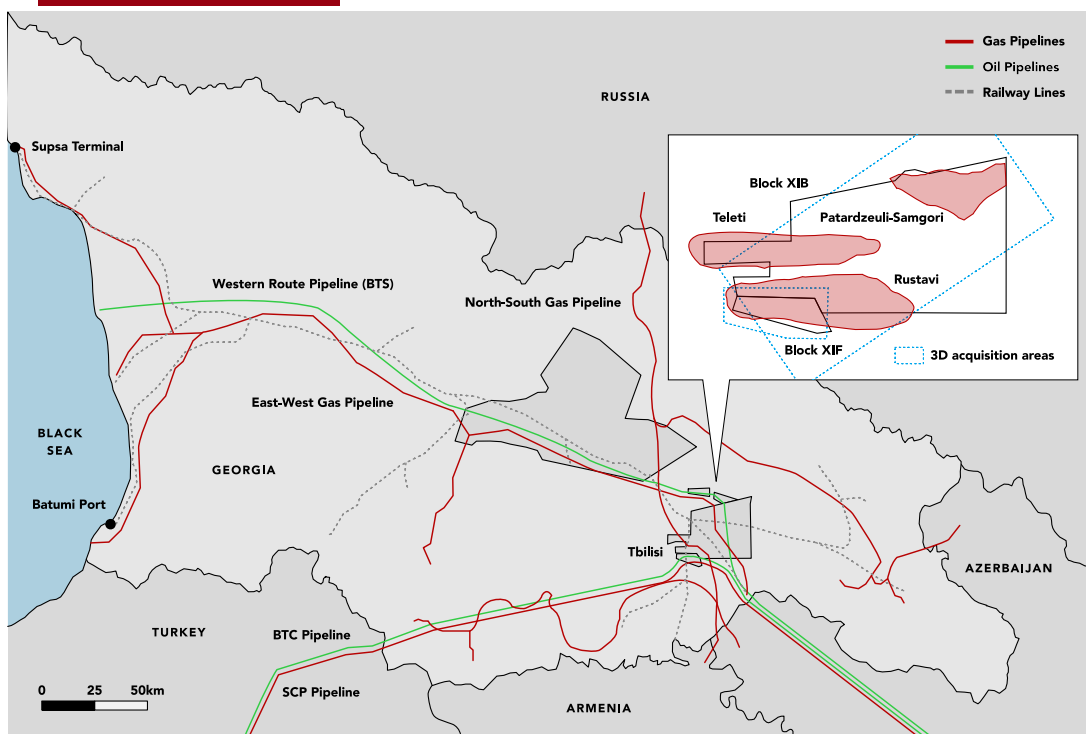 Gas Pipelines
Oil Pipelines
Railway Lines
RUSSIA
Supsa Terminal
Block XIB
Teleti
Patardzeuli-Samgori
Rustavi
Block XIF
3D acquisition areas
Western Route Pipeline (BTS)
North-South Gas Pipeline
East-West Gas Pipeline
BLACK
SEA
GEORGIA
Batumi Port
Tbilisi
AZERBAIJAN
TURKEY
BTC Pipeline
SCP Pipeline
0 25 50km
ARMENIA